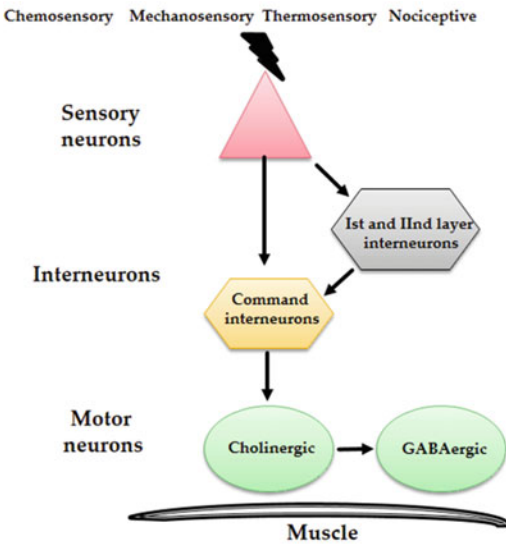 Chemosensory Mechanosensory Thermosensory Nociceptive
Sensory
neurons
Ist and IInd layer
interneurons
Interneurons
Command
interneurons
Motor
neurons
Cholinergic
GABAergic
Muscle